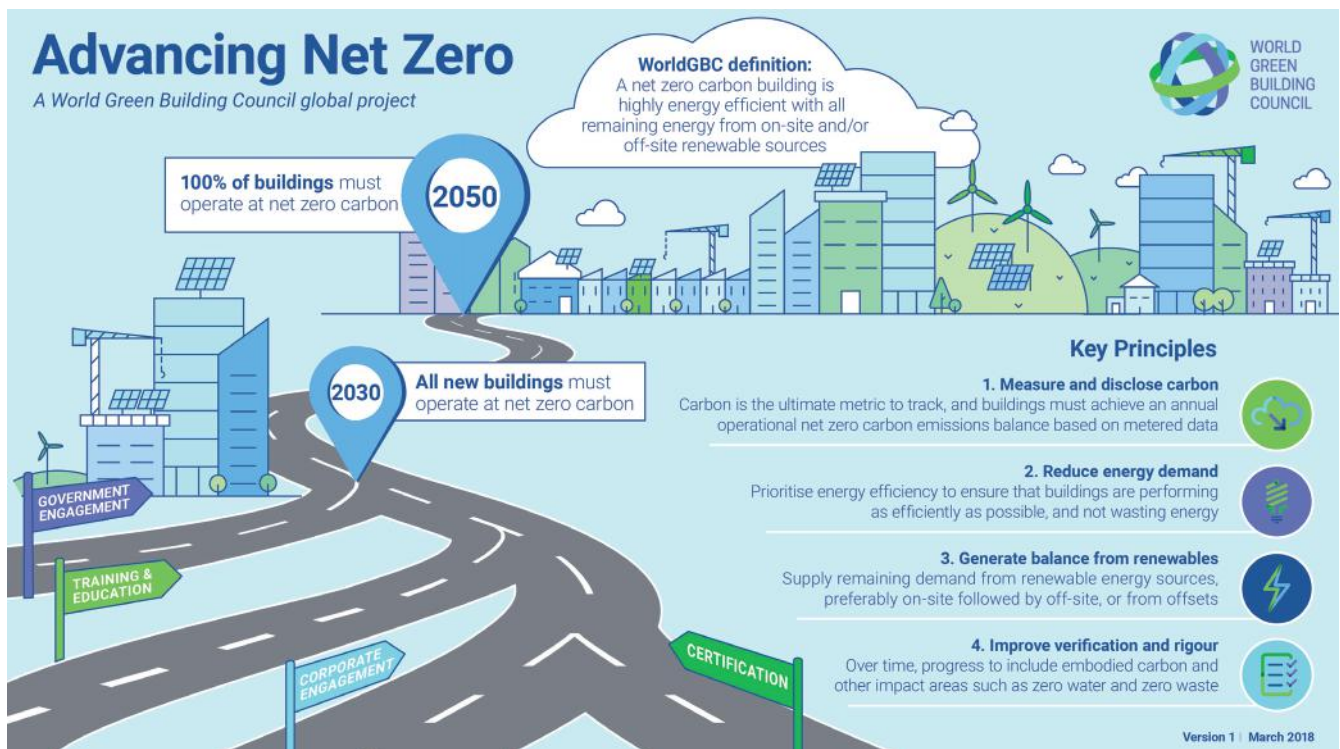 Advancing Net Zero
A World Green Building Council global project
WorldGBC definition:
A net zero carbon building is
highly energy efficient with all
remaining energy from on-site and/or
off-site renewable sources
WORLD
GREEN
BUILDING
COUNCIL
100% of buildings must
operate at net zero carbon
2050
2030
All new buildings must
operate at net zero carbon
GOVERNMENT
ENGAGEMENT
TRAINING &
EDUCATION
CORPORATE
ENGAGEMENT
CERTIFICATION
Key Principles
1. Measure and disclose carbon
Carbon is the ultimate metric to track, and buildings must achieve an annual
operational net zero carbon emissions balance based on metered data
2. Reduce energy demand
Prioritise energy efficiency to ensure that buildings are performing
as efficiently as possible, and not wasting energy
3. Generate balance from renewables
Supply remaining demand from renewable energy sources,
preferably on-site followed by off-site, or from offsets
4. Improve verification and rigour
Over time, progress to include embodied carbon and
other impact areas such as zero water and zero waste
Version 1 | March 2018